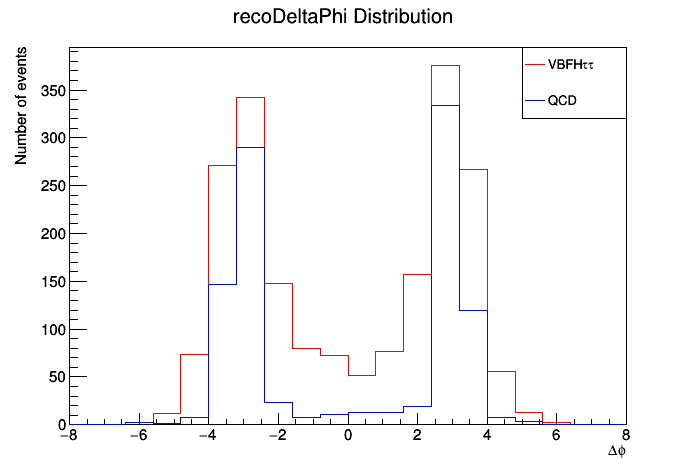 recoDeltaPhi Distribution
Number of events
VBFHττ
QCD
350
300
250
200
150
100
50
0
−8 −6 −4 −2 0 2 4 6 8
Δϕ